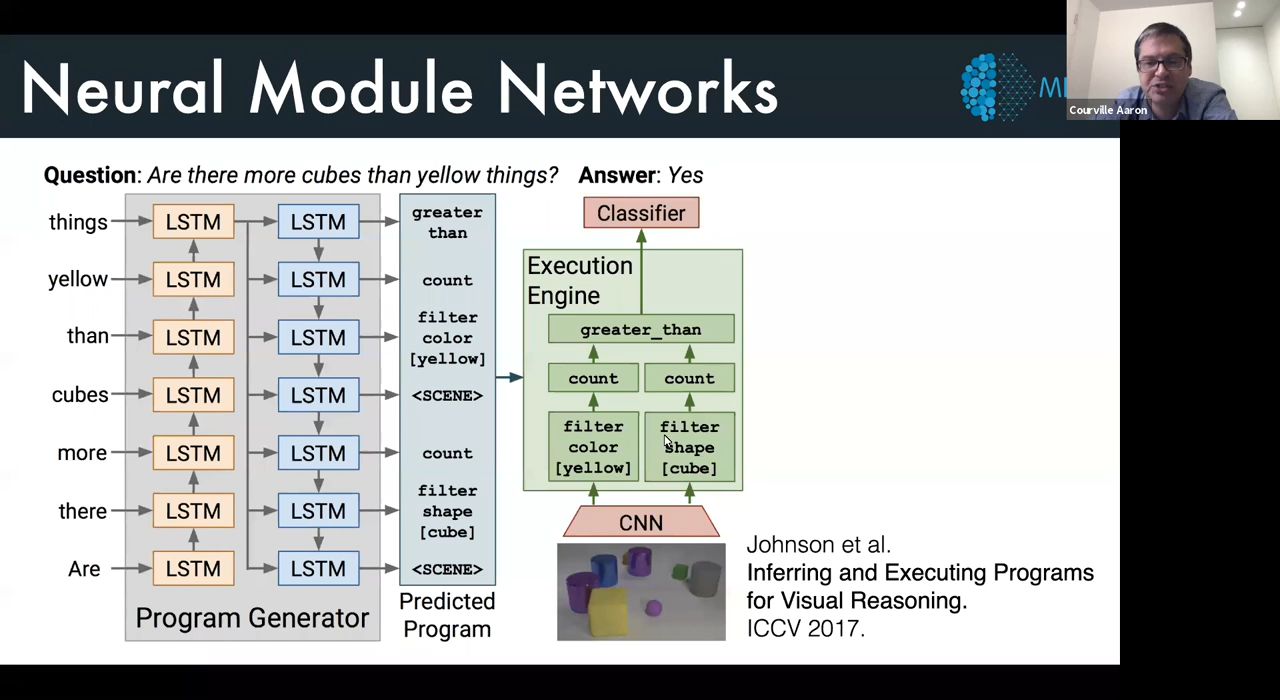 Neural Module Networks
Courville Aaron
Question: Are there more cubes than yellow things? Answer: Yes
things
yellow
than
cubes
more
there
Are
LSTM LSTM
LSTM LSTM
LSTM LSTM
LSTM LSTM
LSTM LSTM
LSTM LSTM
LSTM LSTM
Program Generator
greater
than
count
filter
color
[yellow]
<SCENE>
count
filter
shape
[cube]
<SCENE>
Predicted
Program
Classifier
Execution
Engine
greater_than
count count
filter
color
[yellow]
filter
shape
[cube]
CNN
Johnson et al.
Inferring and Executing Programs
for Visual Reasoning.
ICCV 2017.